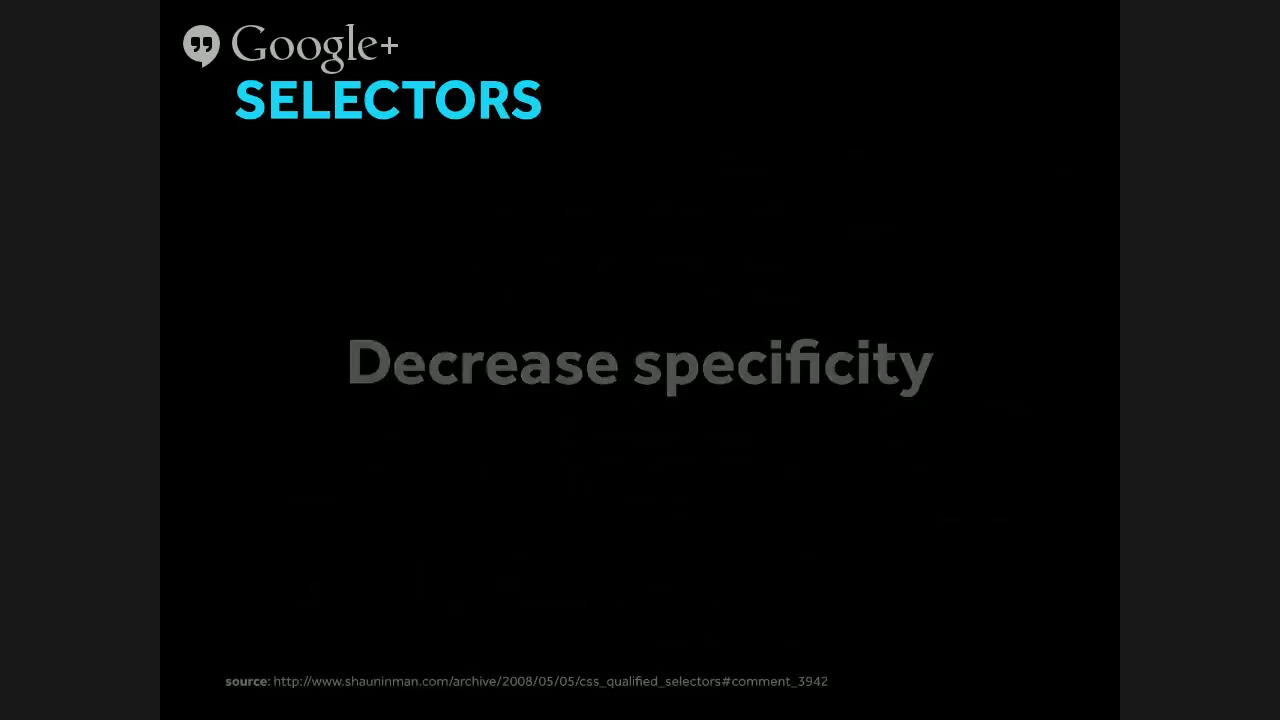 Google+
SELECTORS
Decrease specificity
source: http://www.shauninman.com/archive/2008/05/05/css_qualified_selectors#comment_3942